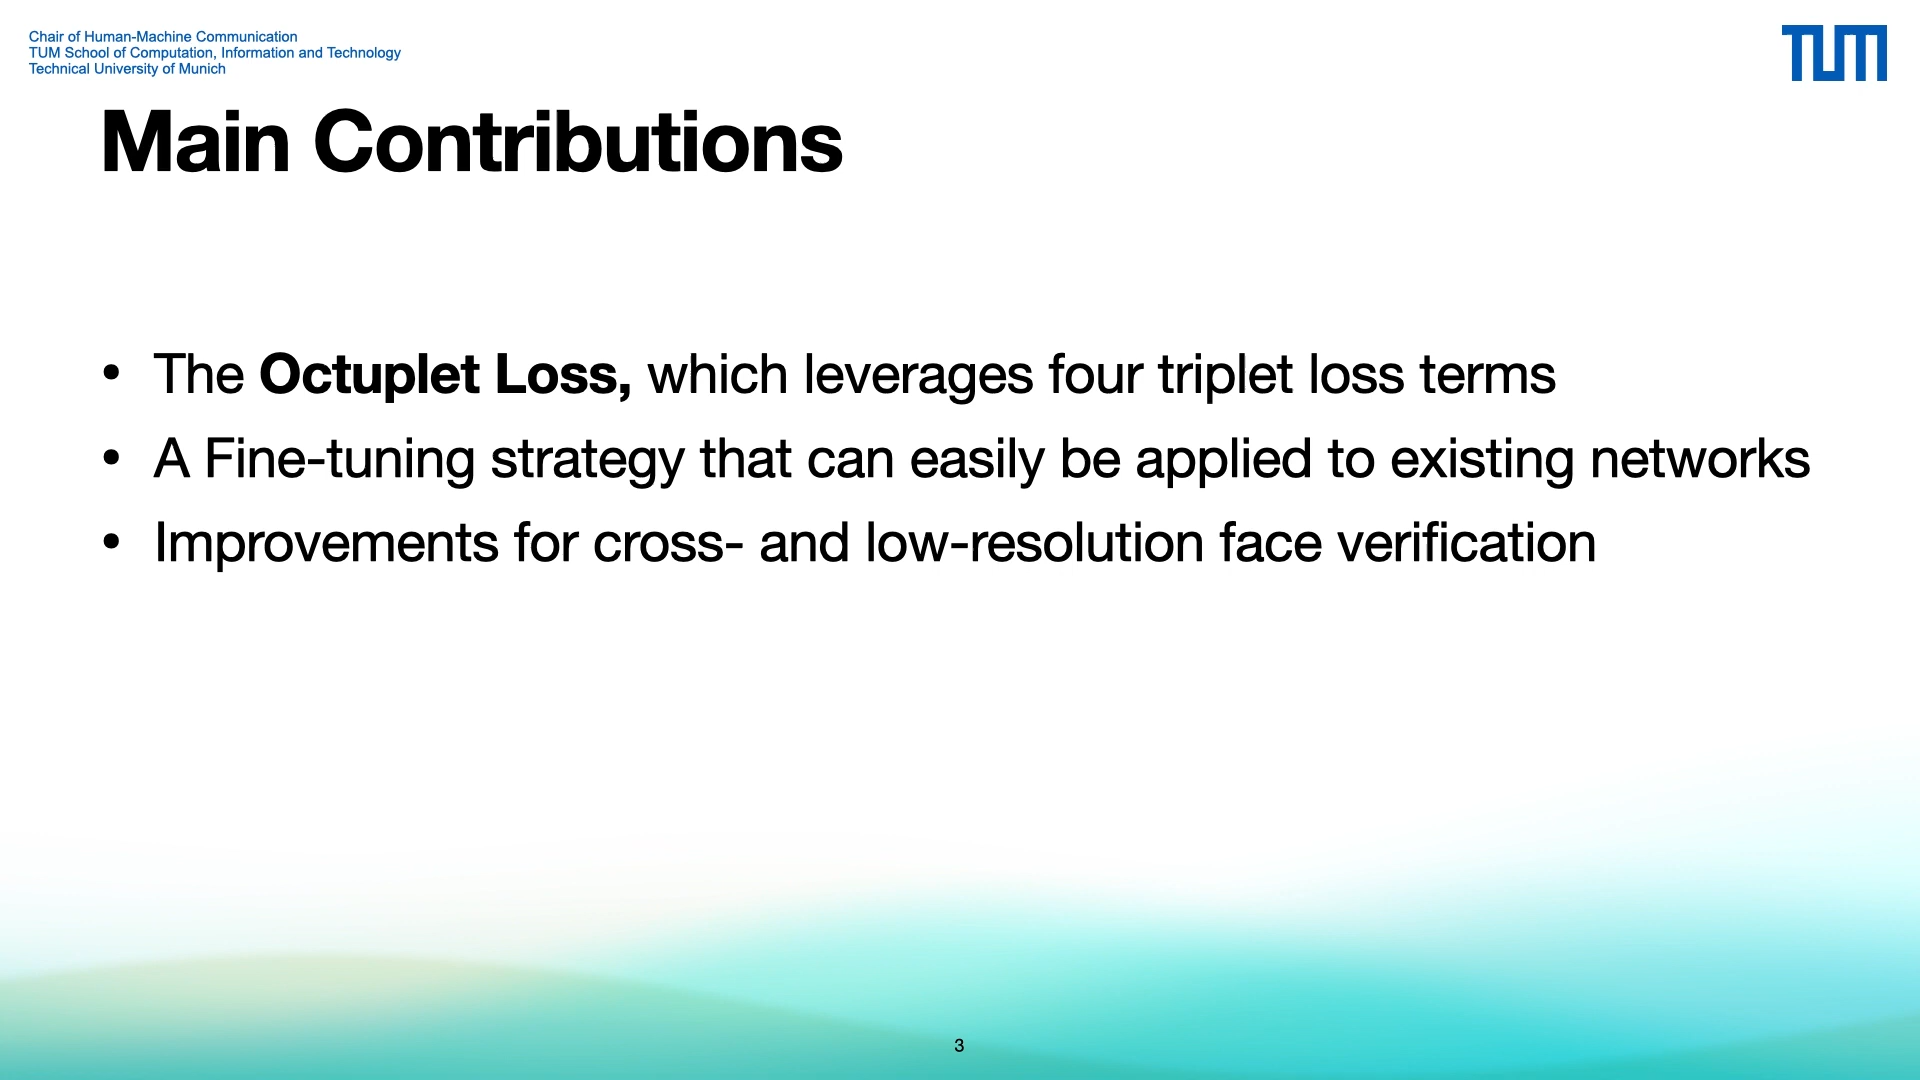 Chair of Human-Machine Communication
TUM School of Computation, Information and Technology
Technical University of Munich
TUM
Main Contributions
• The Octuplet Loss, which leverages four triplet loss terms
• A Fine-tuning strategy that can easily be applied to existing networks
• Improvements for cross- and low-resolution face verification
3